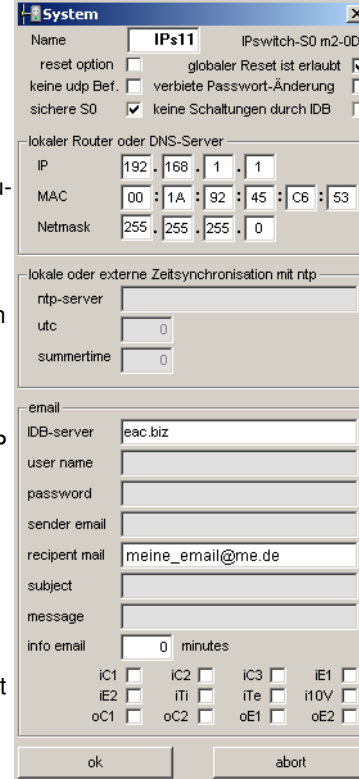 System
Name IPs11 IPswitch-S0 m2-0D
reset option globaler Reset ist erlaubt
keine udp Bef. verbiete Passwort-Änderung
sichere S0 keine Schaltungen durch IDB
lokaler Router oder DNS-Server
IP 192 . 168 . 1 . 1
u-
MAC 00 : 1A : 92 : 45 : C6 : 53
Netmask 255 . 255 . 255 . 0
lokale oder externe Zeitsynchronisation mit ntp
ntp-server
utc 0
summertime 0
email
IDB-server eac.biz
user name
password
sender email
recipent mail meine_email@me.de
subject
message
info email 0 minutes
iC1 iC2 iC3 iE1
iE2 iTi iTe i10V
oC1 oC2 oE1 oE2
ok abort